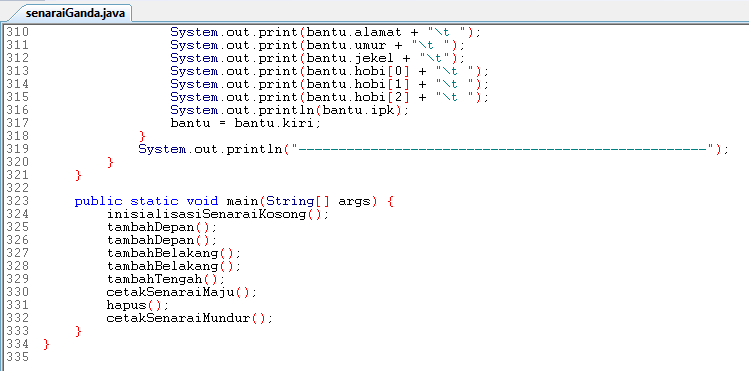 senaraiGanda.java
310 System.out.print(bantu.alamat + "\t ");
311 System.out.print(bantu.umur + "\t ");
312 System.out.print(bantu.jekel + "\t");
313 System.out.print(bantu.hobi[0] + "\t ");
314 System.out.print(bantu.hobi[1] + "\t ");
315 System.out.print(bantu.hobi[2] + "\t ");
316 System.out.println(bantu.ipk);
317 bantu = bantu.kiri;
318 }
319 System.out.println("---------------------------------------------------");
320 }
321 }
322
323 public static void main(String[] args) {
324 inisialisasiSenaraiKosong();
325 tambahDepan();
326 tambahDepan();
327 tambahBelakang();
328 tambahBelakang();
329 tambahTengah();
330 cetakSenaraiMaju();
331 hapus();
332 cetakSenaraiMundur();
333 }
334 }
335